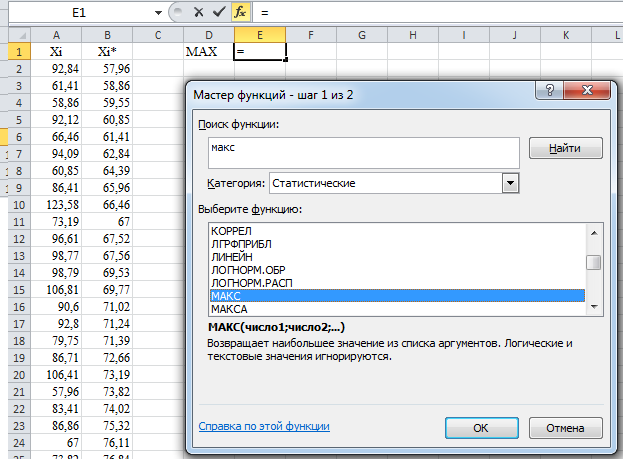 E1 fx =
A B C D E F G H I J K L
1 Xi Xi* MAX =
2 92,84 57,96
3 61,41 58,86
4 58,86 59,55
5 92,12 60,85
6 66,46 61,41
7 94,09 62,84
8 60,85 64,39
9 86,41 65,96
10 123,58 66,46
11 73,19 67
12 96,61 67,52
13 98,77 67,56
14 98,79 69,53
15 106,81 69,77
16 90,6 71,02
17 92,8 71,24
18 79,75 71,39
19 86,71 72,66
20 106,41 73,19
21 57,96 73,82
22 83,41 74,02
23 86,86 75,32
24 67 76,11
73,82 76,84
Мастер функций - шаг 1 из 2
Поиск функции:
макс
Найти
Категория: Статистические
Выберите функцию:
КОРРЕЛ
ЛГРФПРИБЛ
ЛИНЕЙН
ЛОГНОРМ.ОБР
ЛОГНОРМ.РАСП
МАКС
МАКСА
МАКС(число1;число2;...)
Возвращает наибольшее значение из списка аргументов. Логические и
текстовые значения игнорируются.
Справка по этой функции
ОК
Отмена